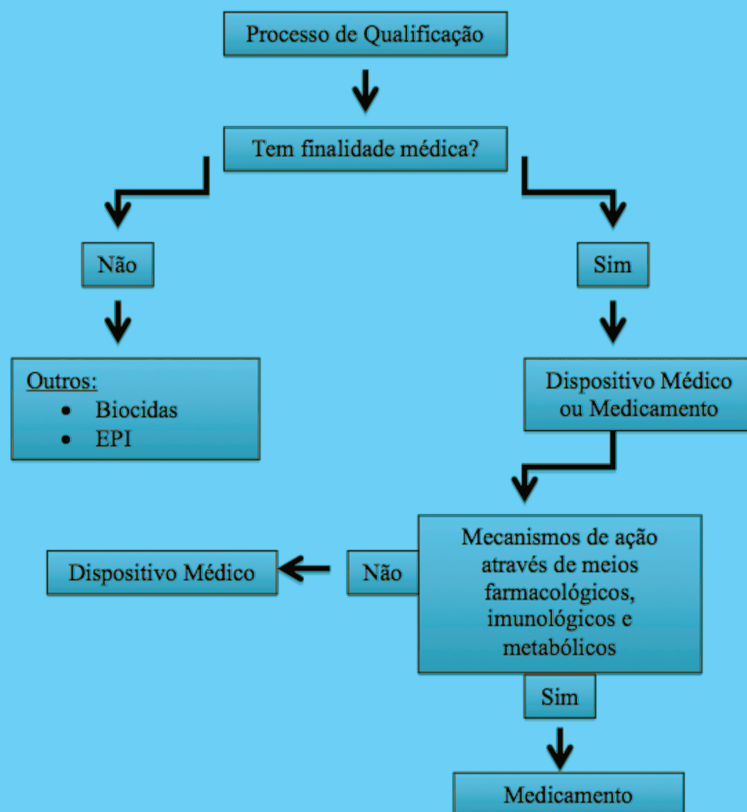 Processo de Qualificação
Tem finalidade médica?
Não
Sim
Outros:
• Biocidas
• EPI
Dispositivo Médico
ou Medicamento
Dispositivo Médico
Não
Mecanismos de ação
através de meios
farmacológicos,
imunológicos e
metabólicos
Sim
Medicamento